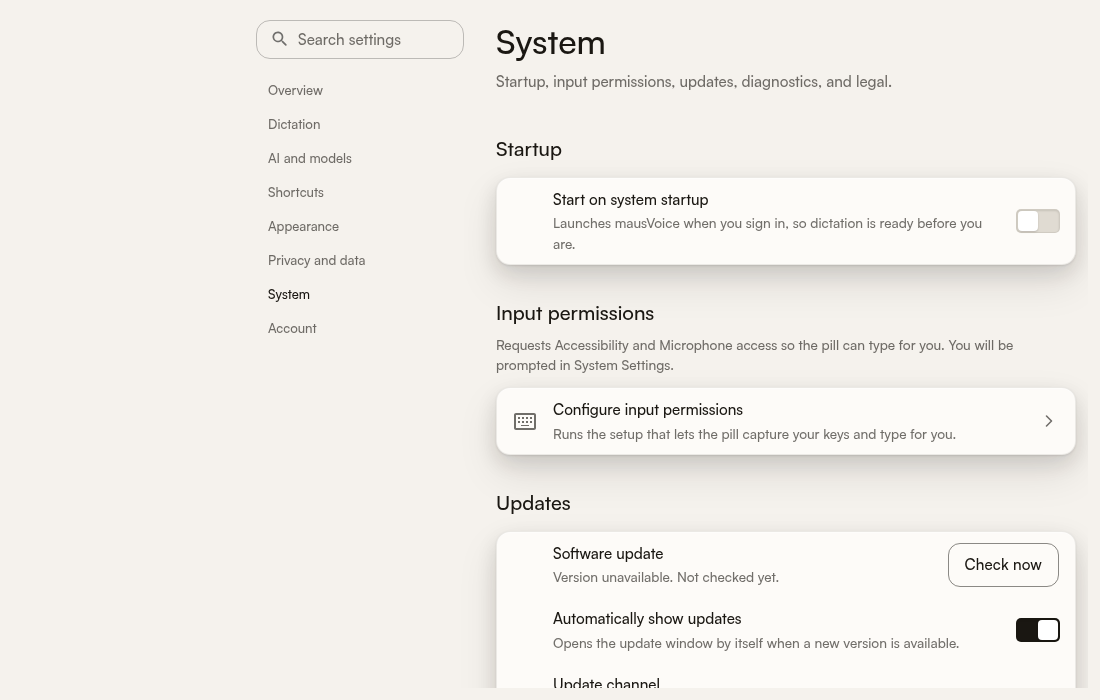 Search settings
Overview
Dictation
AI and models
Shortcuts
Appearance
Privacy and data
System
Account
System
Startup, input permissions, updates, diagnostics, and legal.
Startup
Start on system startup
Launches mausVoice when you sign in, so dictation is ready before you
are.
Input permissions
Requests Accessibility and Microphone access so the pill can type for you. You will be
prompted in System Settings.
Configure input permissions
Runs the setup that lets the pill capture your keys and type for you.
Updates
Software update
Version unavailable. Not checked yet.
Check now
Automatically show updates
Opens the update window by itself when a new version is available.
Update channel